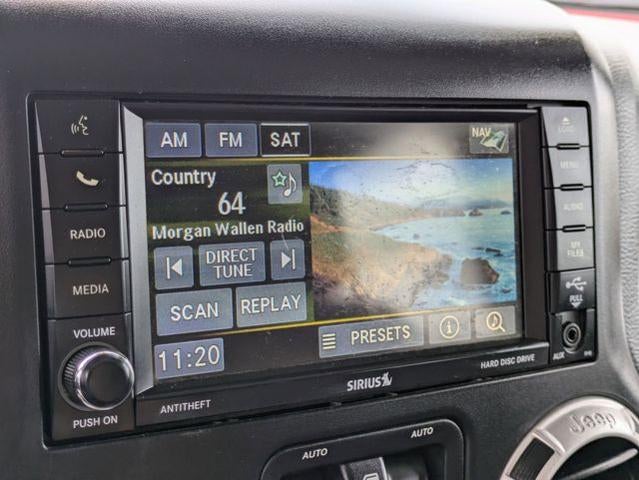 AM FM SAT NAV
Country
64
Morgan Wallen Radio
DIRECT
TUNE
SCAN REPLAY
11:20 PRESETS i
RADIO
MEDIA
VOLUME
PUSH ON
ANTITHEFT
SIRIUS
HARD DISC DRIVE
LOAD
MENU
AUDIO
MY
FILES
PULL
AUX
AUTO
AUTO
Jeep